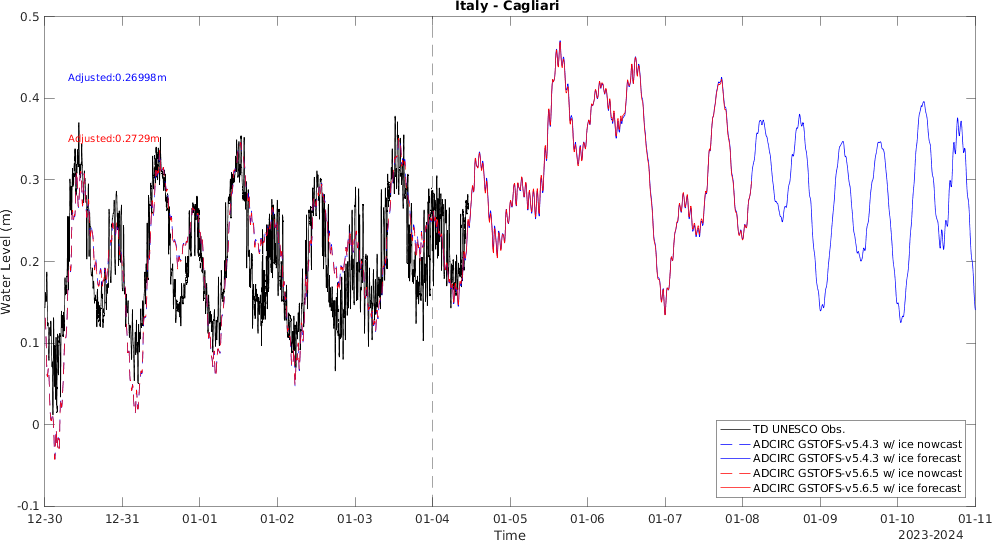 Italy - Cagliari
0.5
0.4
0.3
0.2
0.1
0
-0.1
Water Level (m)
Adjusted:0.26998m
Adjusted:0.2729m
TD UNESCO Obs.
ADCIRC GSTOFS-v5.4.3 w/ ice nowcast
ADCIRC GSTOFS-v5.4.3 w/ ice forecast
ADCIRC GSTOFS-v5.6.5 w/ ice nowcast
ADCIRC GSTOFS-v5.6.5 w/ ice forecast
12-30 12-31 01-01 01-02 01-03 01-04 01-05 01-06 01-07 01-08 01-09 01-10 01-11
Time
2023-2024